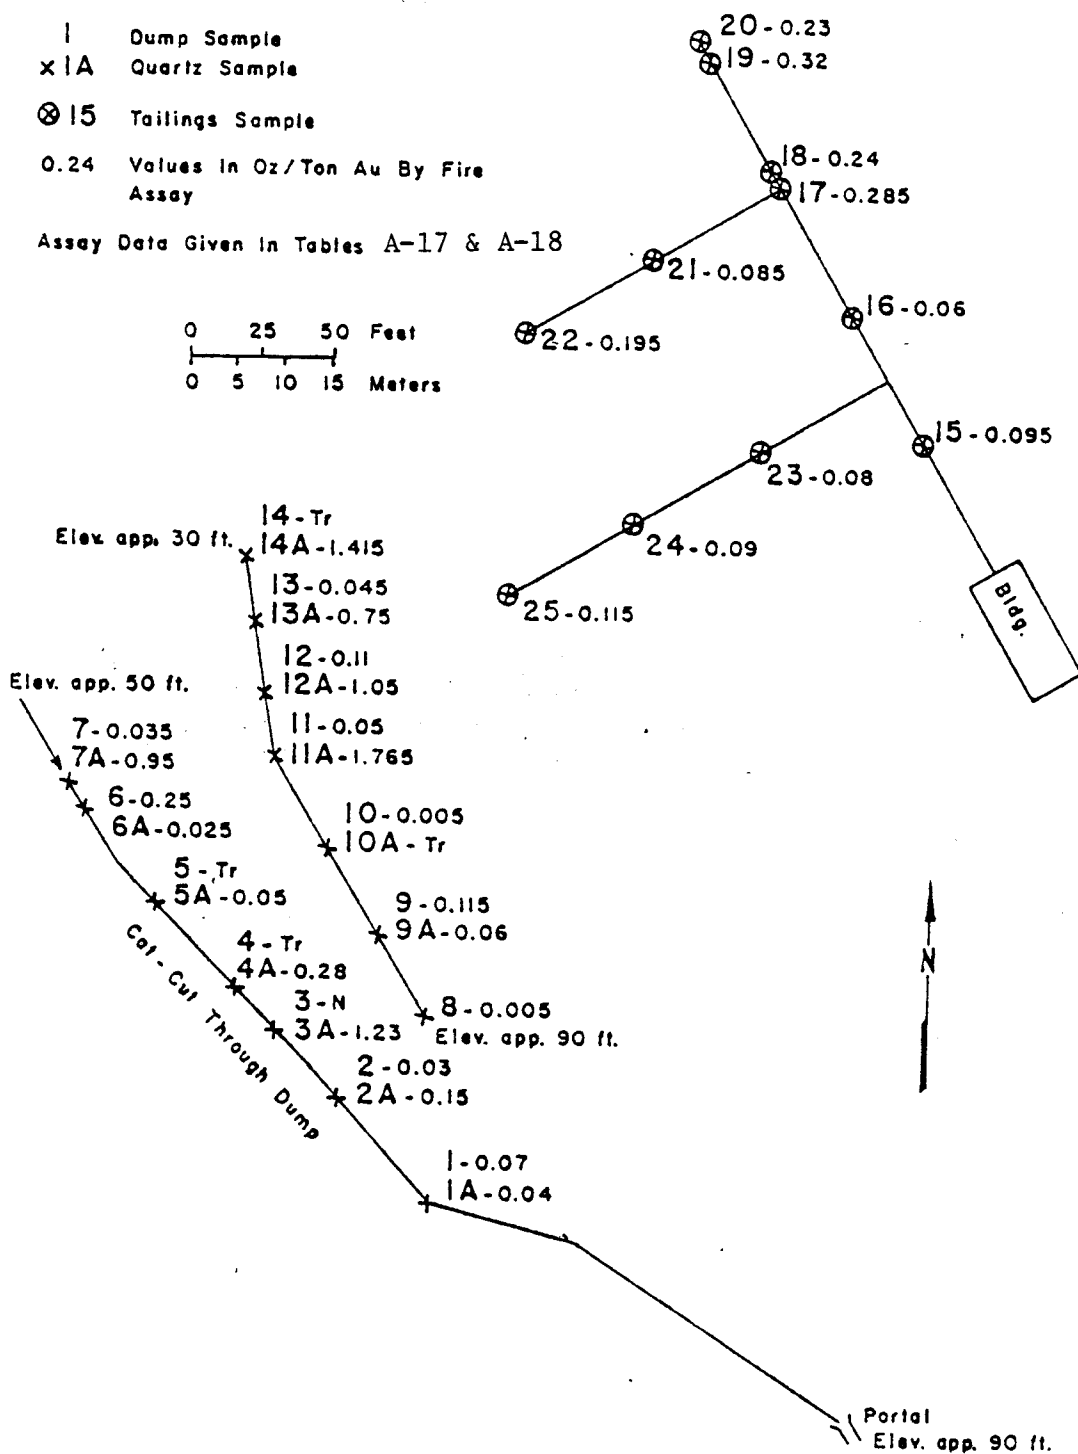 1 Dump Sample
x 1A Quartz Sample
15 Tailings Sample
0.24 Values In Oz/Ton Au By Fire
Assay
Assay Data Given In Tables A-17 & A-18
0 25 50 Feet
0 5 10 15 Meters
20-0.23
19-0.32
18-0.24
17-0.285
21-0.085
22-0.195
16-0.06
15-0.095
23-0.08
24-0.09
25-0.115
Bldg.
14-Tr
Elev. app. 30 ft.
14A-1.415
13-0.045
13A-0.75
12-0.11
12A-1.05
11-0.05
11A-1.765
10-0.005
10A-Tr
9-0.115
9A-0.06
8-0.005
Elev. app. 90 ft.
Elev. app. 50 ft.
7-0.035
7A-0.95
6-0.25
6A-0.025
5-Tr
5A-0.05
4-Tr
4A-0.28
3-N
3A-1.23
2-0.03
2A-0.15
Cat-Cut Through Dump
1-0.07
1A-0.04
N
Portal
Elev. app. 90 ft.